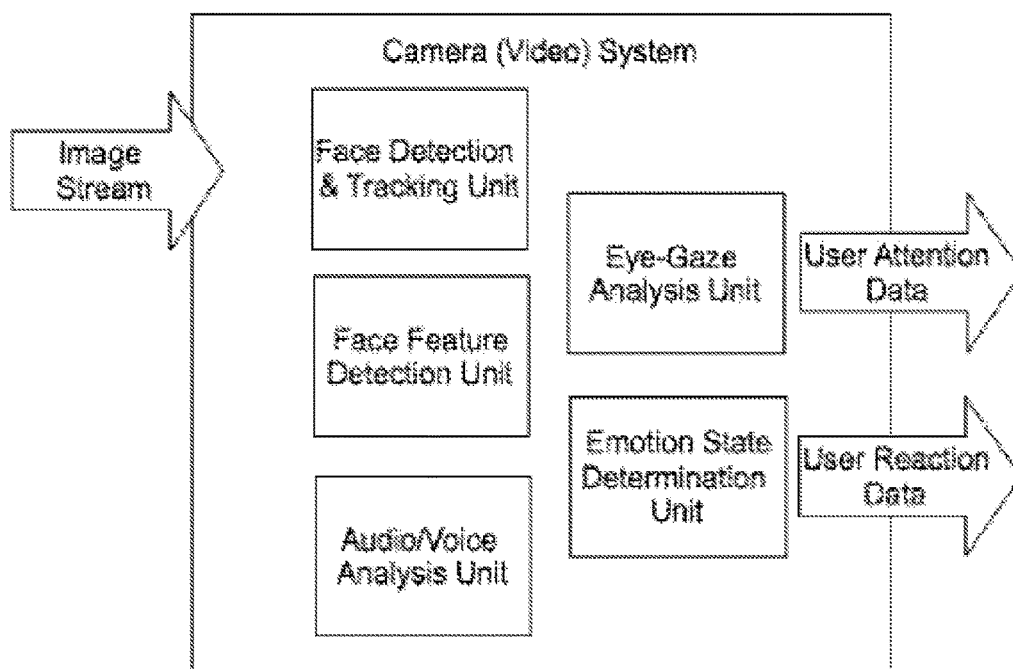 Camera (Video) System
Image
Stream
Face Detection
& Tracking Unit
Eye-Gaze
Analysis Unit
User Attention
Data
Face Feature
Detection Unit
Emotion State
Determination
Unit
User Reaction
Data
Audio/Voice
Analysis Unit